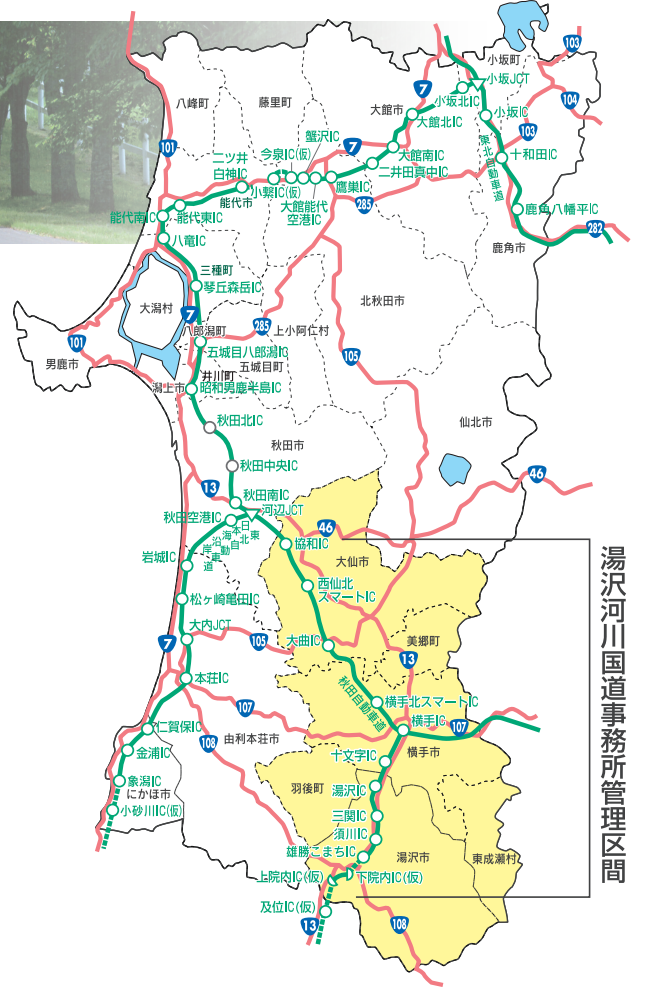 小坂町
103
小坂JCT
7
小坂北IC
104
八峰町
藤里町
大館市
大館北IC
小坂IC
103
蟹沢IC
7
101
今泉IC(仮)
大館南IC
東北自動車道
十和田IC
二ツ井
白神IC
二井田真中IC
小繋IC(仮)
鷹巣IC
能代市
大館能代
空港IC
285
能代南IC
能代東IC
鹿角八幡平IC
282
八竜IC
鹿角市
三種町
琴丘森岳IC
北秋田市
大潟村
7
285
八郎潟町
上小阿仁村
101
五城目八郎潟IC
105
男鹿市
五城目町
井川町
潟上市
昭和男鹿半島IC
秋田北IC
仙北市
秋田市
秋田中央IC
46
13
秋田南IC
河辺JCT
秋田空港IC
46
日本海東北自動車道
沿岸
協和IC
湯沢河川国道事務所管理区間
岩城IC
大仙市
西仙北
スマートIC
松ヶ崎亀田IC
大内JCT
7
105
大曲IC
美郷町
13
本荘IC
秋田自動車道
横手北スマートIC
107
横手IC
107
仁賀保IC
由利本荘市
108
金浦IC
十文字IC
横手市
象潟IC
羽後町
湯沢IC
にかほ市
小砂川IC(仮)
三関IC
須川IC
雄勝こまちIC
湯沢市
東成瀬村
上院内IC(仮)
下院内IC(仮)
及位IC(仮)
13
108